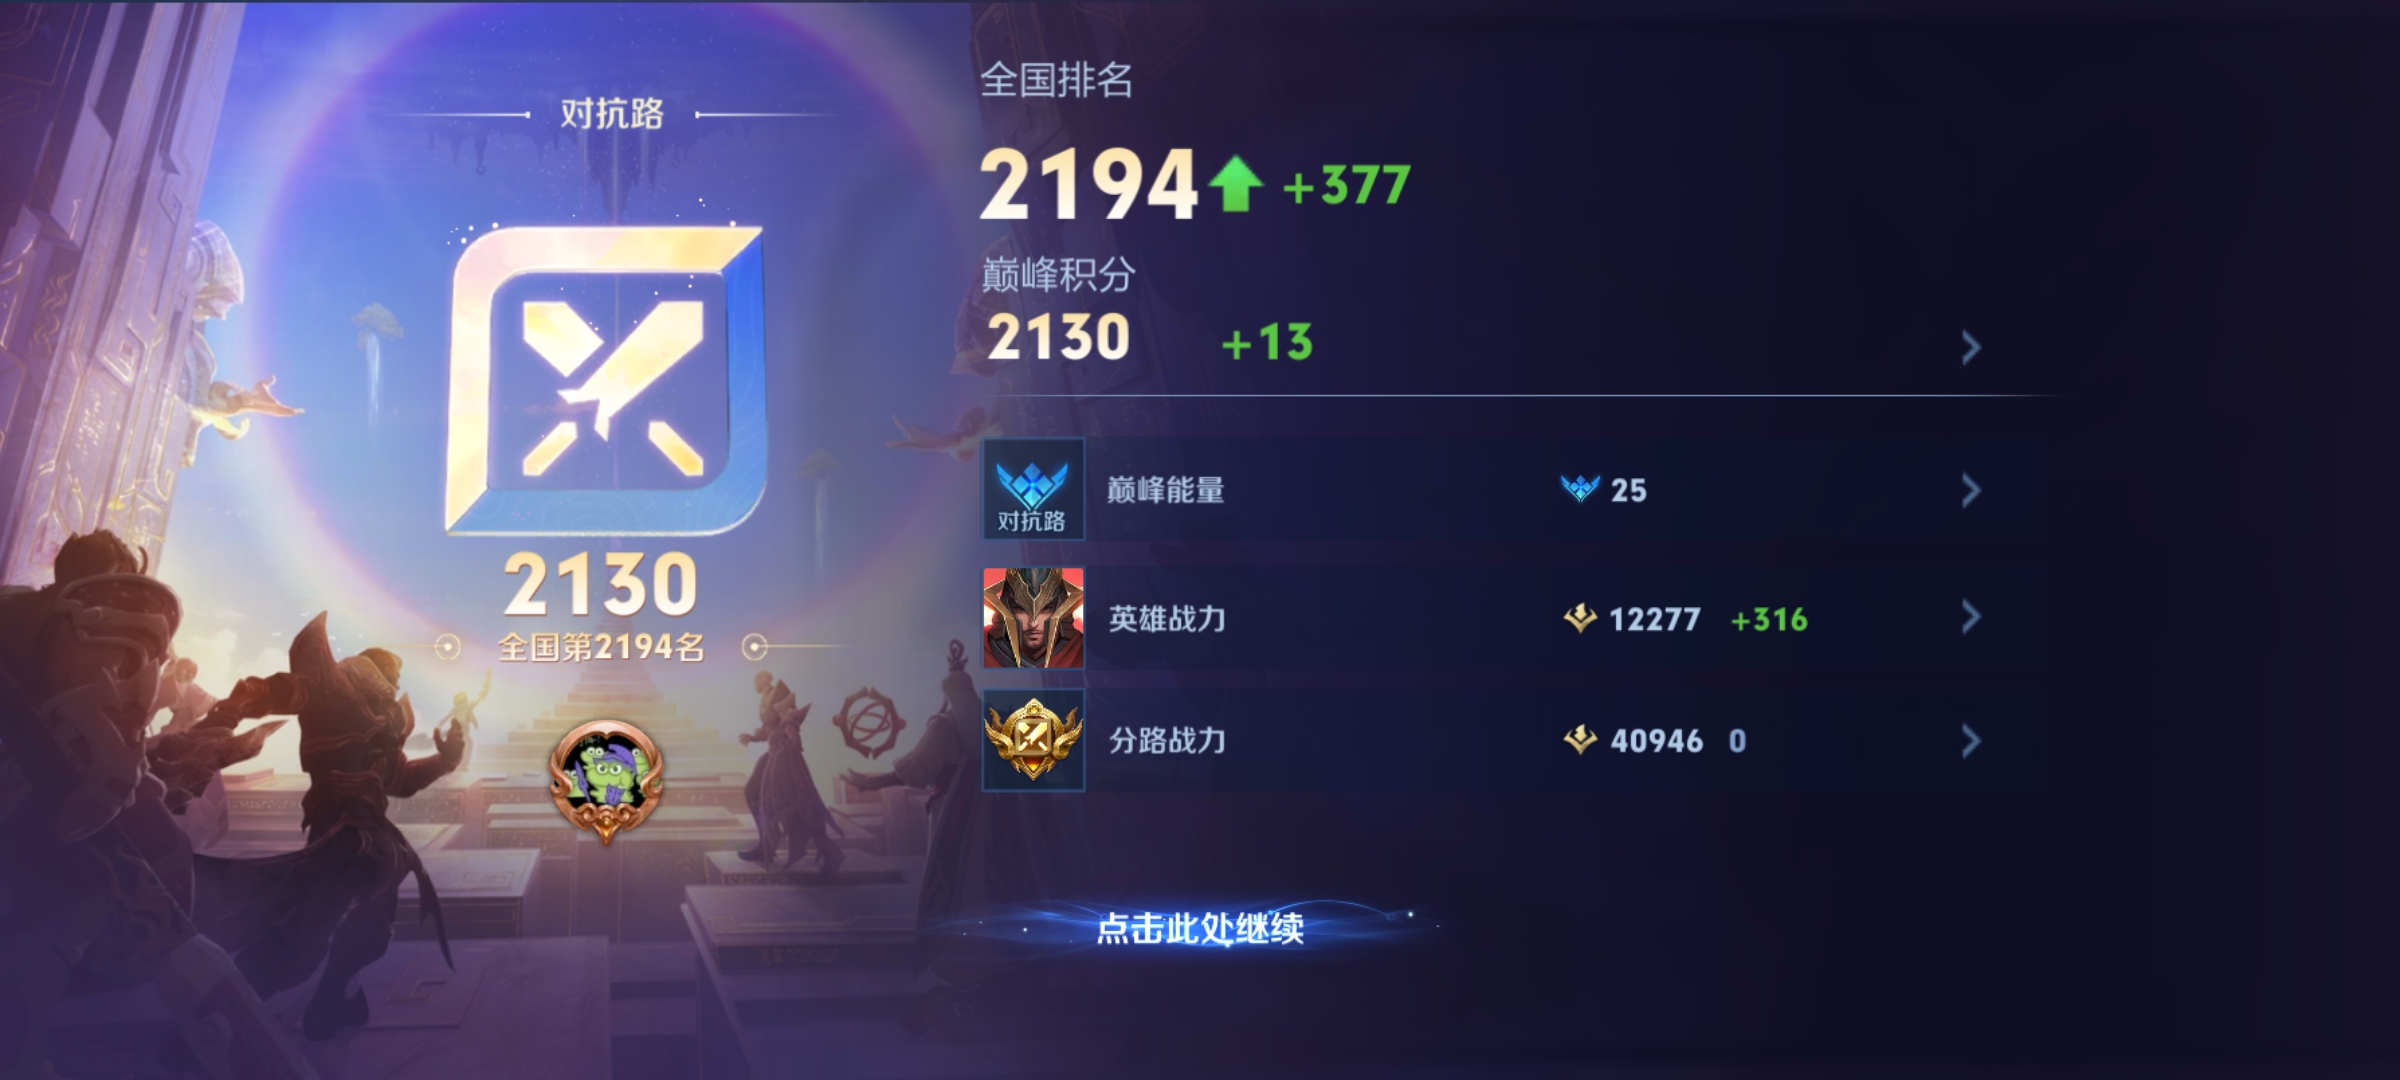 对抗路
2130
全国第2194名
全国排名
2194 +377
巅峰积分
2130 +13
对抗路
巅峰能量 25
英雄战力 12277 +316
分路战力 40946 0
点击此处继续